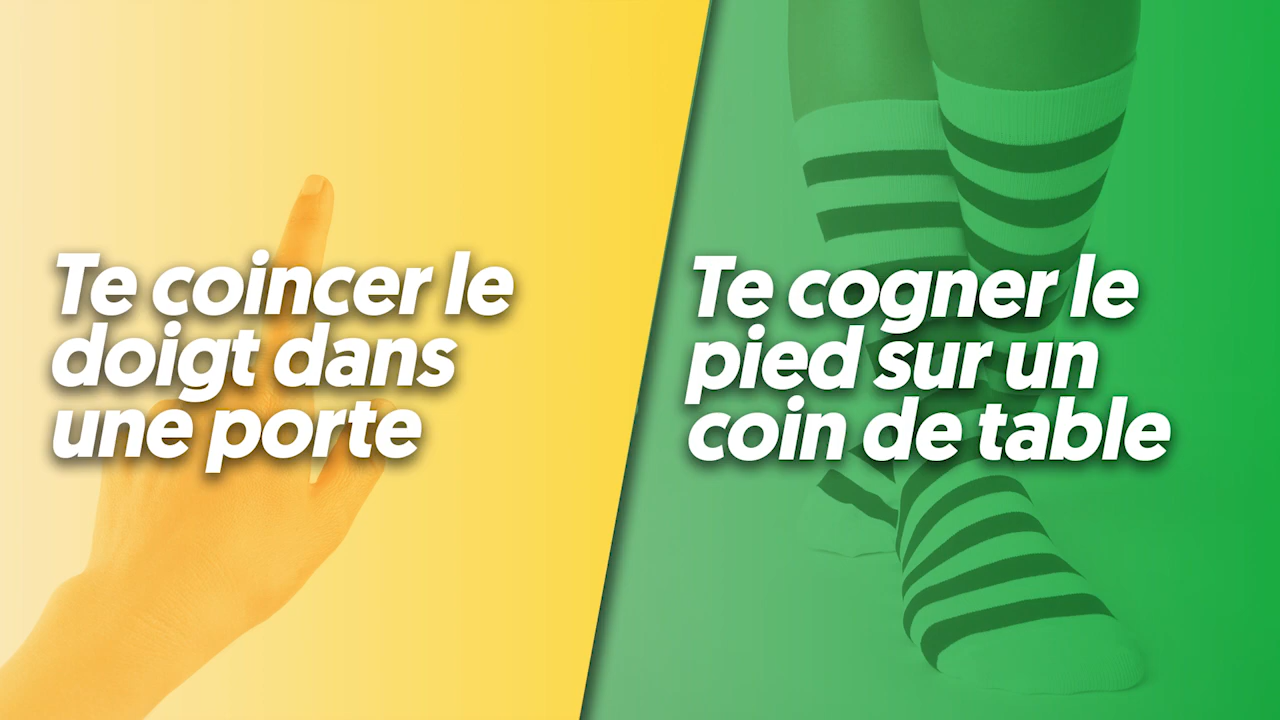 Te coincer le
doigt dans
une porte
Te cogner le
pied sur un
coin de table